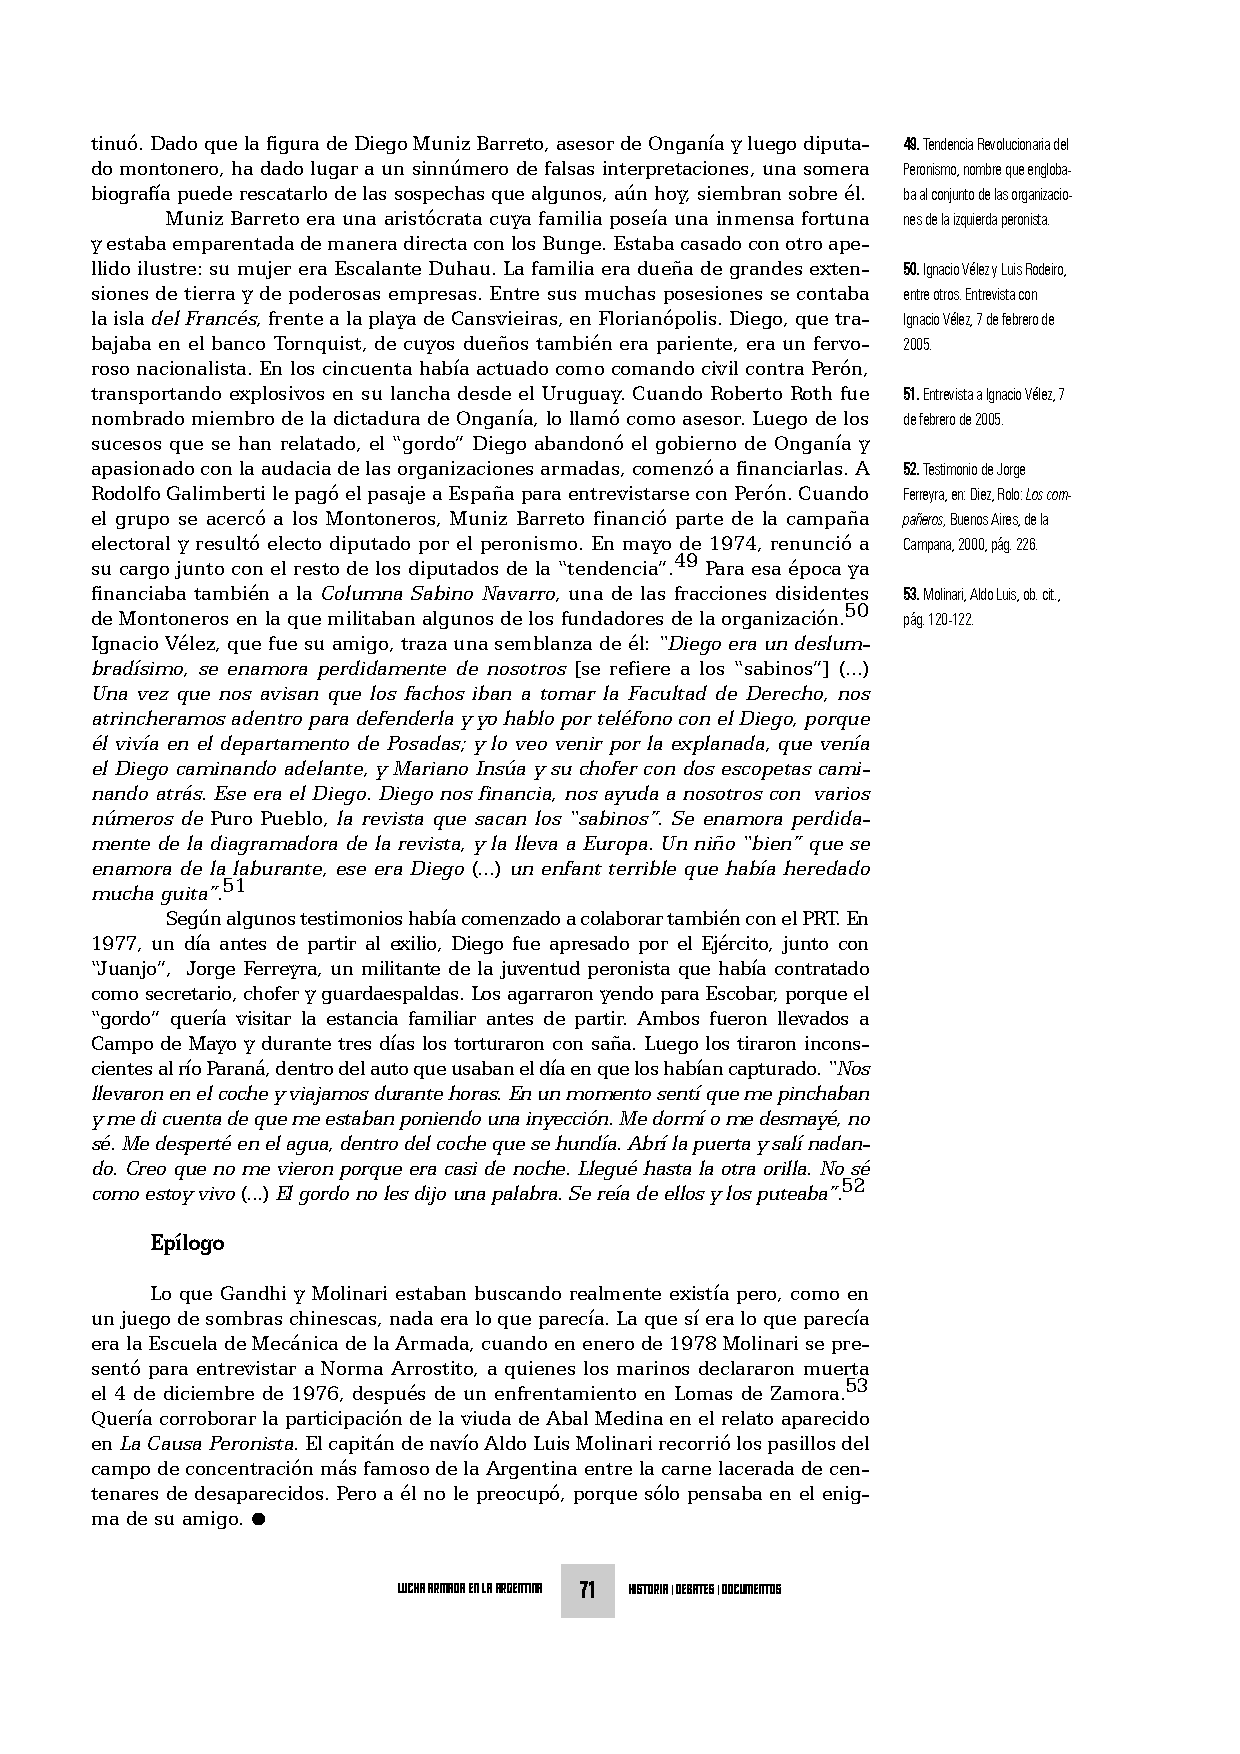 tinuó. Dado que la figura de Diego Muniz Barreto, asesor de Onganía y luego diputa-
do montonero, ha dado lugar a un sinnúmero de falsas interpretaciones, una somera
biografía puede rescatarlo de las sospechas que algunos, aún hoy, siembran sobre él.
Muniz Barreto era una aristócrata cuya familia poseía una inmensa fortuna
y estaba emparentada de manera directa con los Bunge. Estaba casado con otro ape-
llido ilustre: su mujer era Escalante Duhau. La familia era dueña de grandes exten-
siones de tierra y de poderosas empresas. Entre sus muchas posesiones se contaba
la isla del Francés, frente a la playa de Cansvieiras, en Florianópolis. Diego, que tra-
bajaba en el banco Tornquist, de cuyos dueños también era pariente, era un fervo-
roso nacionalista. En los cincuenta había actuado como comando civil contra Perón,
transportando explosivos en su lancha desde el Uruguay. Cuando Roberto Roth fue
nombrado miembro de la dictadura de Onganía, lo llamó como asesor. Luego de los
sucesos que se han relatado, el “gordo” Diego abandonó el gobierno de Onganía y
apasionado con la audacia de las organizaciones armadas, comenzó a financiarlas. A
Rodolfo Galimberti le pagó el pasaje a España para entrevistarse con Perón. Cuando
el grupo se acercó a los Montoneros, Muniz Barreto financió parte de la campaña
electoral y resultó electo diputado por el peronismo. En mayo de 1974, renunció a
su cargo junto con el resto de los diputados de la “tendencia”.49 Para esa época ya
financiaba también a la Columna Sabino Navarro, una de las fracciones disidentes
de Montoneros en la que militaban algunos de los fundadores de la organización.50
Ignacio Vélez, que fue su amigo, traza una semblanza de él: “Diego era un deslum-
bradísimo, se enamora perdidamente de nosotros [se refiere a los “sabinos”] (...)
Una vez que nos avisan que los fachos iban a tomar la Facultad de Derecho, nos
atrincheramos adentro para defenderla y yo hablo por teléfono con el Diego, porque
él vivía en el departamento de Posadas; y lo veo venir por la explanada, que venía
el Diego caminando adelante, y Mariano Insúa y su chofer con dos escopetas cami-
nando atrás. Ese era el Diego. Diego nos financia, nos ayuda a nosotros con varios
números de Puro Pueblo, la revista que sacan los “sabinos”. Se enamora perdida-
mente de la diagramadora de la revista, y la lleva a Europa. Un niño “bien” que se
enamora de la laburante, ese era Diego (...) un enfant terrible que había heredado
mucha guita”.51
Según algunos testimonios había comenzado a colaborar también con el PRT. En
1977, un día antes de partir al exilio, Diego fue apresado por el Ejército, junto con
“Juanjo”, Jorge Ferreyra, un militante de la juventud peronista que había contratado
como secretario, chofer y guardaespaldas. Los agarraron yendo para Escobar, porque el
“gordo” quería visitar la estancia familiar antes de partir. Ambos fueron llevados a
Campo de Mayo y durante tres días los torturaron con saña. Luego los tiraron incons-
cientes al río Paraná, dentro del auto que usaban el día en que los habían capturado. “Nos
llevaron en el coche y viajamos durante horas. En un momento sentí que me pinchaban
y me di cuenta de que me estaban poniendo una inyección. Me dormí o me desmayé, no
sé. Me desperté en el agua, dentro del coche que se hundía. Abrí la puerta y salí nadan-
do. Creo que no me vieron porque era casi de noche. Llegué hasta la otra orilla. No sé
como estoy vivo (...) El gordo no les dijo una palabra. Se reía de ellos y los puteaba”.52
Epílogo
Lo que Gandhi y Molinari estaban buscando realmente existía pero, como en
un juego de sombras chinescas, nada era lo que parecía. La que sí era lo que parecía
era la Escuela de Mecánica de la Armada, cuando en enero de 1978 Molinari se pre-
sentó para entrevistar a Norma Arrostito, a quienes los marinos declararon muerta
el 4 de diciembre de 1976, después de un enfrentamiento en Lomas de Zamora.53
Quería corroborar la participación de la viuda de Abal Medina en el relato aparecido
en La Causa Peronista. El capitán de navío Aldo Luis Molinari recorrió los pasillos del
campo de concentración más famoso de la Argentina entre la carne lacerada de cen-
tenares de desaparecidos. Pero a él no le preocupó, porque sólo pensaba en el enig-
ma de su amigo. ●
49. Tendencia Revolucionaria del
Peronismo, nombre que engloba-
ba al conjunto de las organizacio-
nes de la izquierda peronista.
50. Ignacio Vélez y Luis Rodeiro,
entre otros. Entrevista con
Ignacio Vélez, 7 de febrero de
2005.
51. Entrevista a Ignacio Vélez, 7
de febrero de 2005.
52. Testimonio de Jorge
Ferreyra, en: Diez, Rolo: Los com-
pañeros, Buenos Aires, de la
Campana, 2000, pág. 226.
53. Molinari, Aldo Luis, ob. cit.,
pág. 120-122.
LUCHA ARMADA EN LA ARGENTINA 71 HISTORIA | DEBATES | DOCUMENTOS